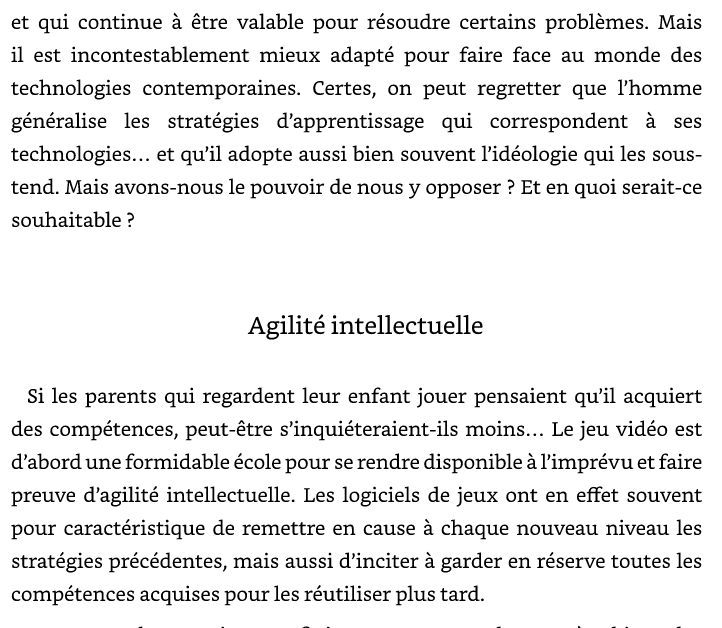 et qui continue à être valable pour résoudre certains problèmes. Mais
il est incontestablement mieux adapté pour faire face au monde des
technologies contemporaines. Certes, on peut regretter que l’homme
généralise les stratégies d’apprentissage qui correspondent à ses
technologies… et qu’il adopte aussi bien souvent l’idéologie qui les sous-
tend. Mais avons-nous le pouvoir de nous y opposer ? Et en quoi serait-ce
souhaitable ?
Agilité intellectuelle
Si les parents qui regardent leur enfant jouer pensaient qu’il acquiert
des compétences, peut-être s’inquiéteraient-ils moins… Le jeu vidéo est
d’abord une formidable école pour se rendre disponible à l’imprévu et faire
preuve d’agilité intellectuelle. Les logiciels de jeux ont en effet souvent
pour caractéristique de remettre en cause à chaque nouveau niveau les
stratégies précédentes, mais aussi d’inciter à garder en réserve toutes les
compétences acquises pour les réutiliser plus tard.